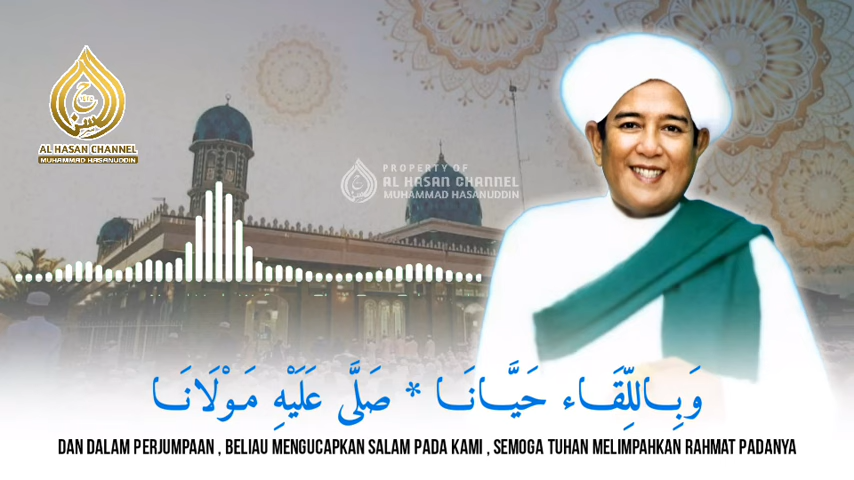 AL HASAN CHANNEL
MUHAMMAD HASANUDDIN
PROPERTY OF
AL HASAN CHANNEL
MUHAMMAD HASANUDDIN
وَبِاللِّقَاء حَيَّانَا * صَلَّى عَلَيْهِ مَوْلَانَا
DAN DALAM PERJUMPAAN , BELIAU MENGUCAPKAN SALAM PADA KAMI , SEMOGA TUHAN MELIMPAHKAN RAHMAT PADANYA